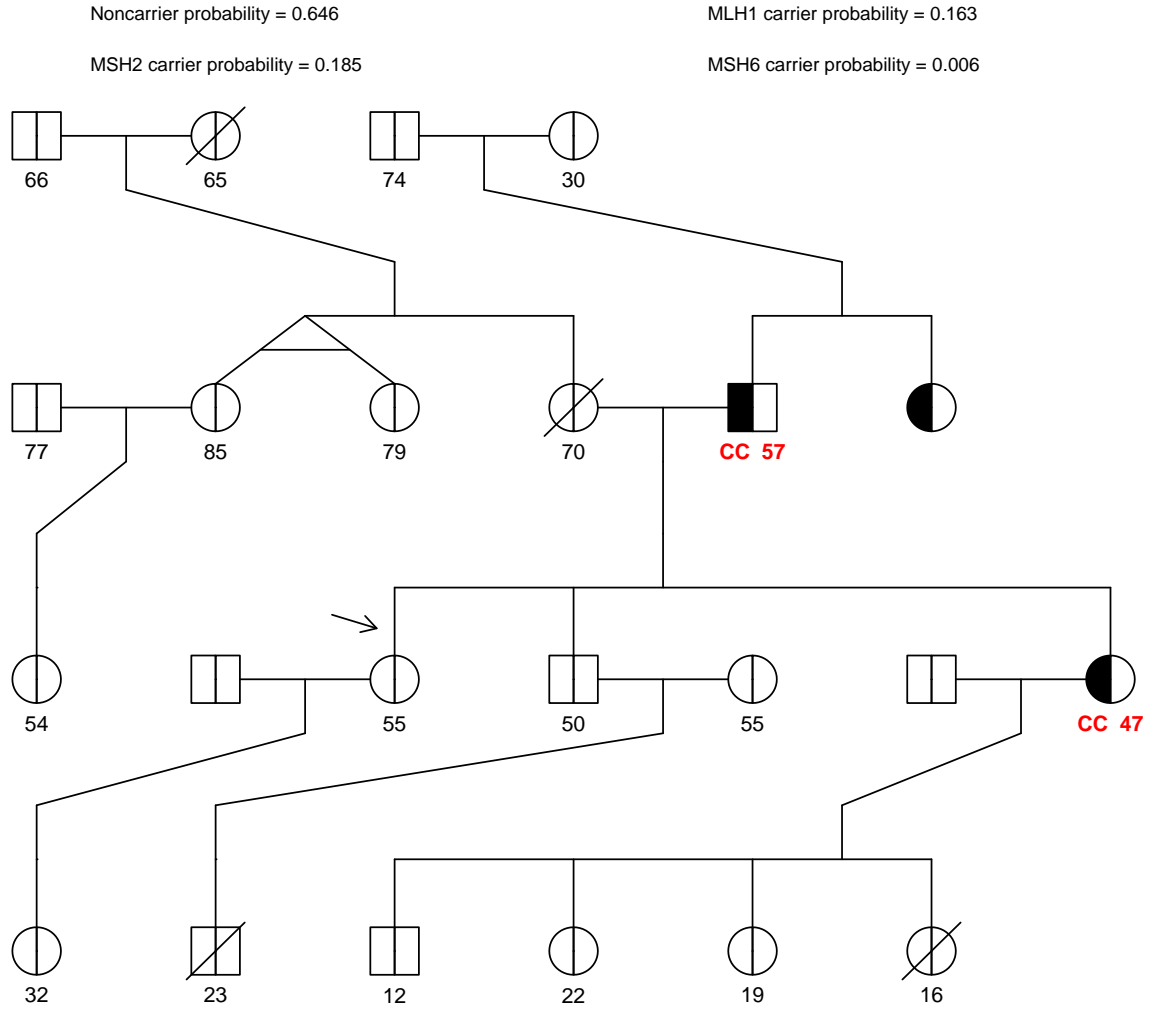 Noncarrier probability = 0.646 MLH1 carrier probability = 0.163
MSH2 carrier probability = 0.185 MSH6 carrier probability = 0.006
66 65 74 30
77 85 79 70 CC 57
54 55 50 55 CC 47
32 23 12 22 19 16